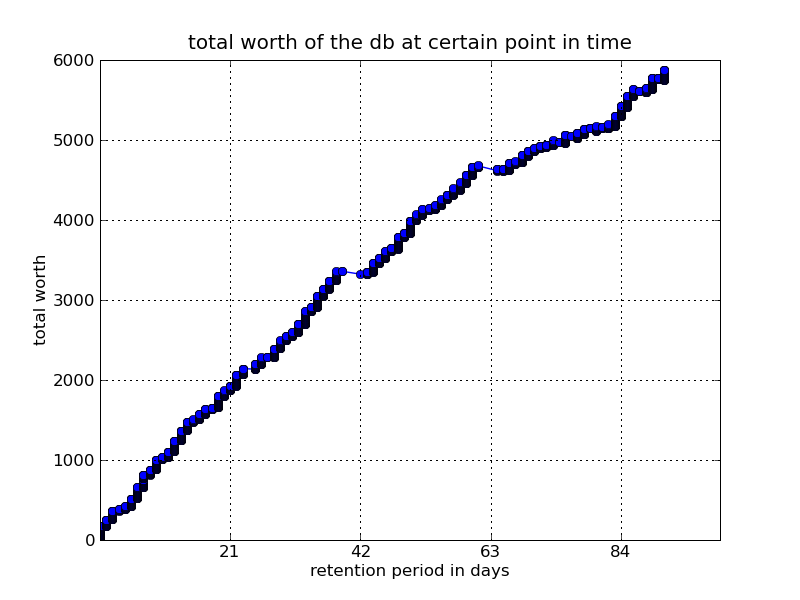 total worth of the db at certain point in time
6000
5000
4000
3000
2000
1000
0
total worth
21 42 63 84
retention period in days